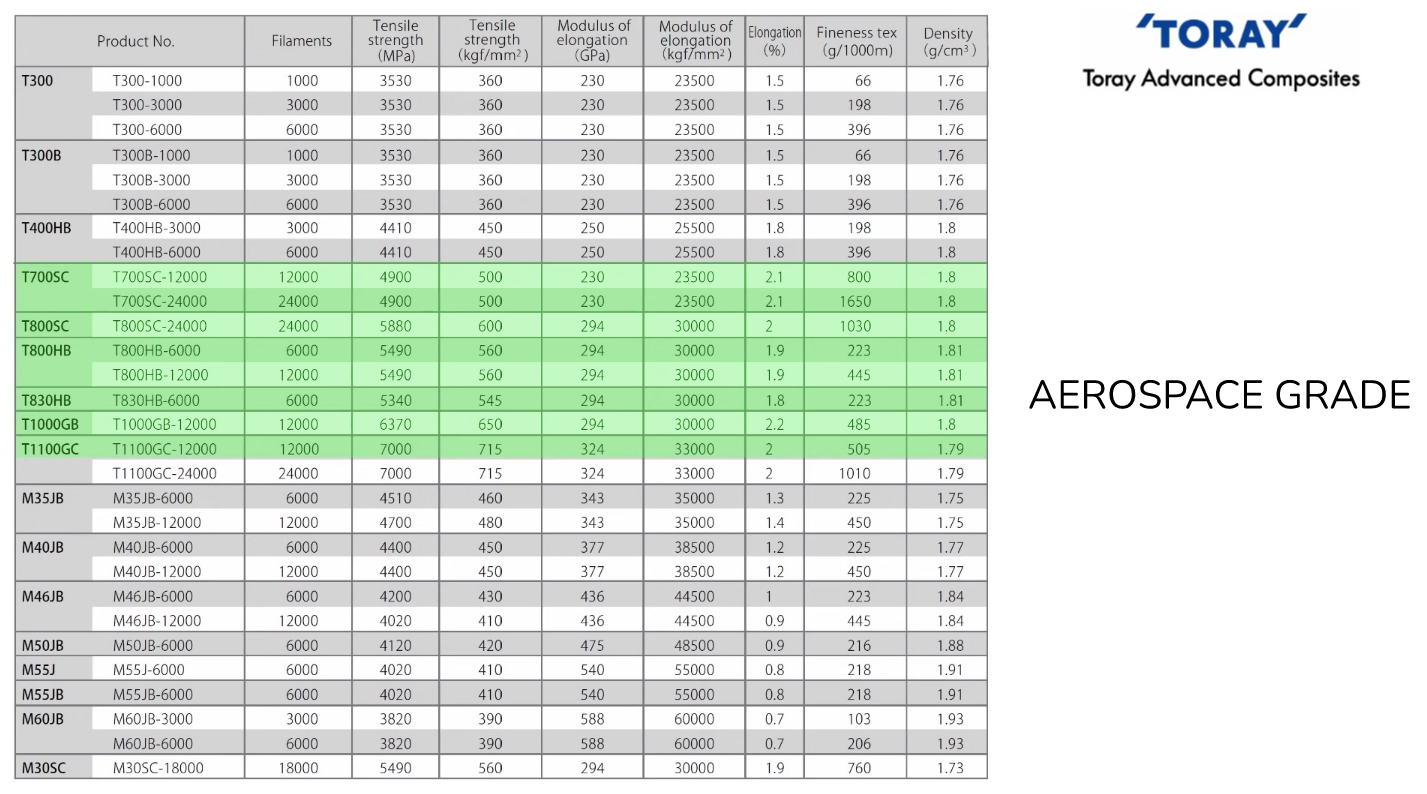 'TORAY'
Toray Advanced Composites
Product No. Filaments Tensile strength (MPa) Tensile strength (kgf/mm²) Modulus of elongation (GPa) Modulus of elongation (kgf/mm²) Elongation (%) Fineness tex (g/1000m) Density (g/cm³)
T300 T300-1000 1000 3530 360 230 23500 1.5 66 1.76
T300-3000 3000 3530 360 230 23500 1.5 198 1.76
T300-6000 6000 3530 360 230 23500 1.5 396 1.76
T300B T300B-1000 1000 3530 360 230 23500 1.5 66 1.76
T300B-3000 3000 3530 360 230 23500 1.5 198 1.76
T300B-6000 6000 3530 360 230 23500 1.5 396 1.76
T400HB T400HB-3000 3000 4410 450 250 25500 1.8 198 1.8
T400HB-6000 6000 4410 450 250 25500 1.8 396 1.8
T700SC T700SC-12000 12000 4900 500 230 23500 2.1 800 1.8
T700SC-24000 24000 4900 500 230 23500 2.1 1650 1.8
T800SC T800SC-24000 24000 5880 600 294 30000 2 1030 1.8
T800HB T800HB-6000 6000 5490 560 294 30000 1.9 223 1.81
T800HB-12000 12000 5490 560 294 30000 1.9 445 1.81
T830HB T830HB-6000 6000 5340 545 294 30000 1.8 223 1.81
T1000GB T1000GB-12000 12000 6370 650 294 30000 2.2 485 1.8
T1100GC T1100GC-12000 12000 7000 715 324 33000 2 505 1.79
T1100GC-24000 24000 7000 715 324 33000 2 1010 1.79
M35JB M35JB-6000 6000 4510 460 343 35000 1.3 225 1.75
M35JB-12000 12000 4700 480 343 35000 1.4 450 1.75
M40JB M40JB-6000 6000 4400 450 377 38500 1.2 225 1.77
M40JB-12000 12000 4400 450 377 38500 1.2 450 1.77
M46JB M46JB-6000 6000 4200 430 436 44500 1 223 1.84
M46JB-12000 12000 4020 410 436 44500 0.9 445 1.84
M50JB M50JB-6000 6000 4120 420 475 48500 0.9 216 1.88
M55J M55J-6000 6000 4020 410 540 55000 0.8 218 1.91
M55JB M55JB-6000 6000 4020 410 540 55000 0.8 218 1.91
M60JB M60JB-3000 3000 3820 390 588 60000 0.7 103 1.93
M60JB-6000 6000 3820 390 588 60000 0.7 206 1.93
M30SC M30SC-18000 18000 5490 560 294 30000 1.9 760 1.73
AEROSPACE GRADE